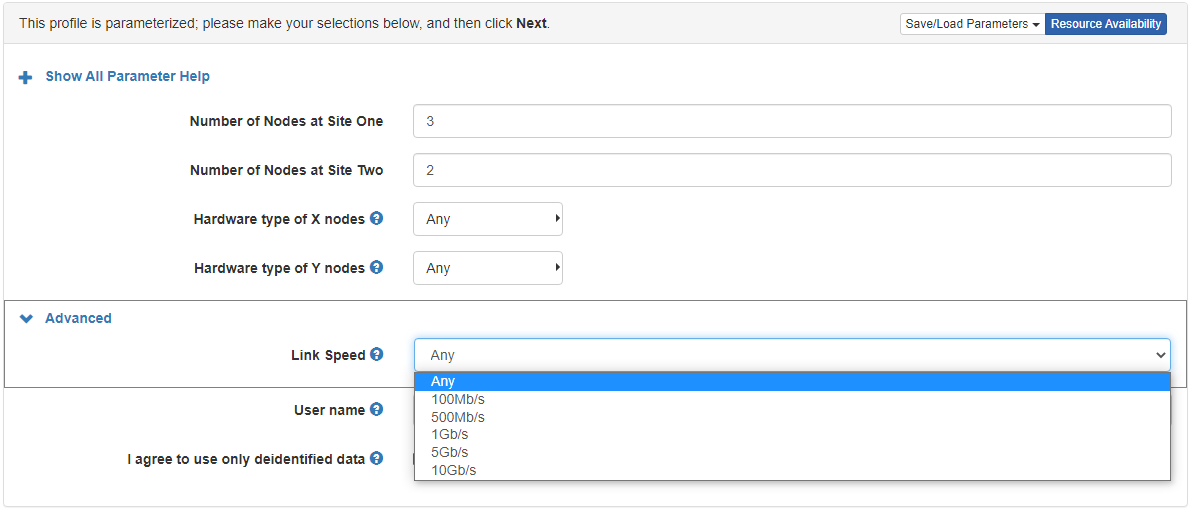 This profile is parameterized; please make your selections below, and then click Next.
Save/Load Parameters
Resource Availability
Show All Parameter Help
Number of Nodes at Site One
3
Number of Nodes at Site Two
2
Hardware type of X nodes ?
Any
Hardware type of Y nodes ?
Any
Advanced
Link Speed ?
Any
Any
100Mb/s
500Mb/s
1Gb/s
5Gb/s
10Gb/s
User name ?
I agree to use only deidentified data ?